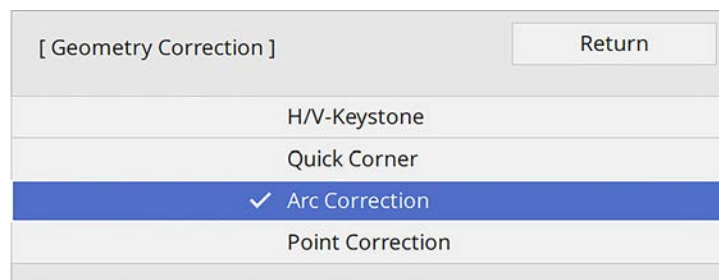 [ Geometry Correction ]
Return
H/V-Keystone
Quick Corner
Arc Correction
Point Correction